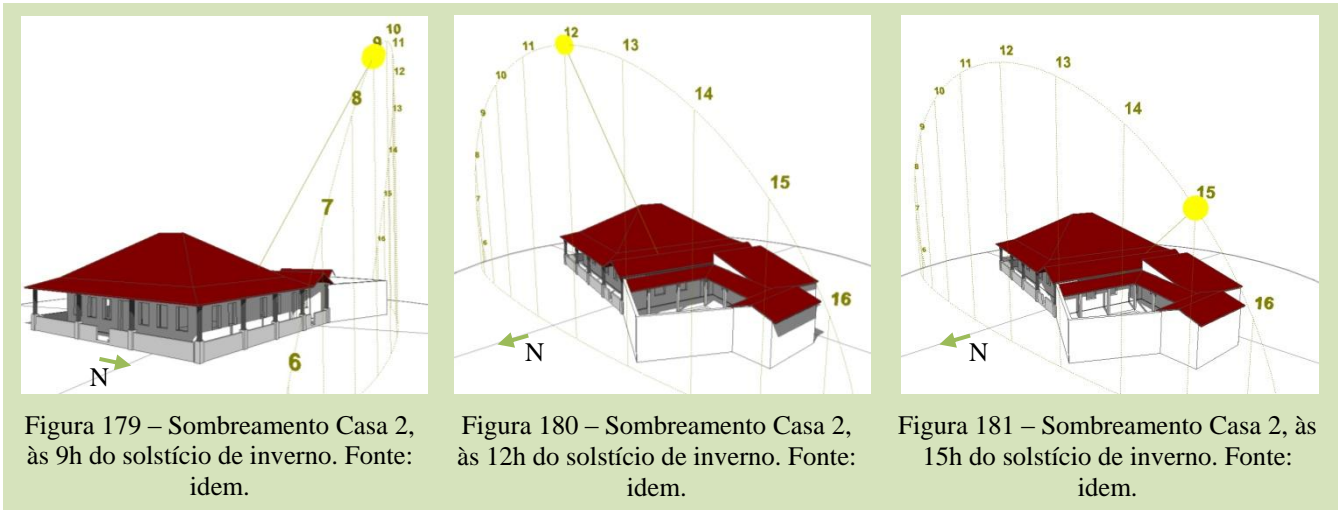 10
9
11
8
12
13
7
14
15
16
6
N
12
11
13
10
14
9
8
15
7
6
16
N
12
11
13
10
14
9
8
15
7
6
16
N
Figura 179 – Sombreamento Casa 2,
às 9h do solstício de inverno. Fonte:
idem.
Figura 180 – Sombreamento Casa 2,
às 12h do solstício de inverno. Fonte:
idem.
Figura 181 – Sombreamento Casa 2, às
15h do solstício de inverno. Fonte:
idem.